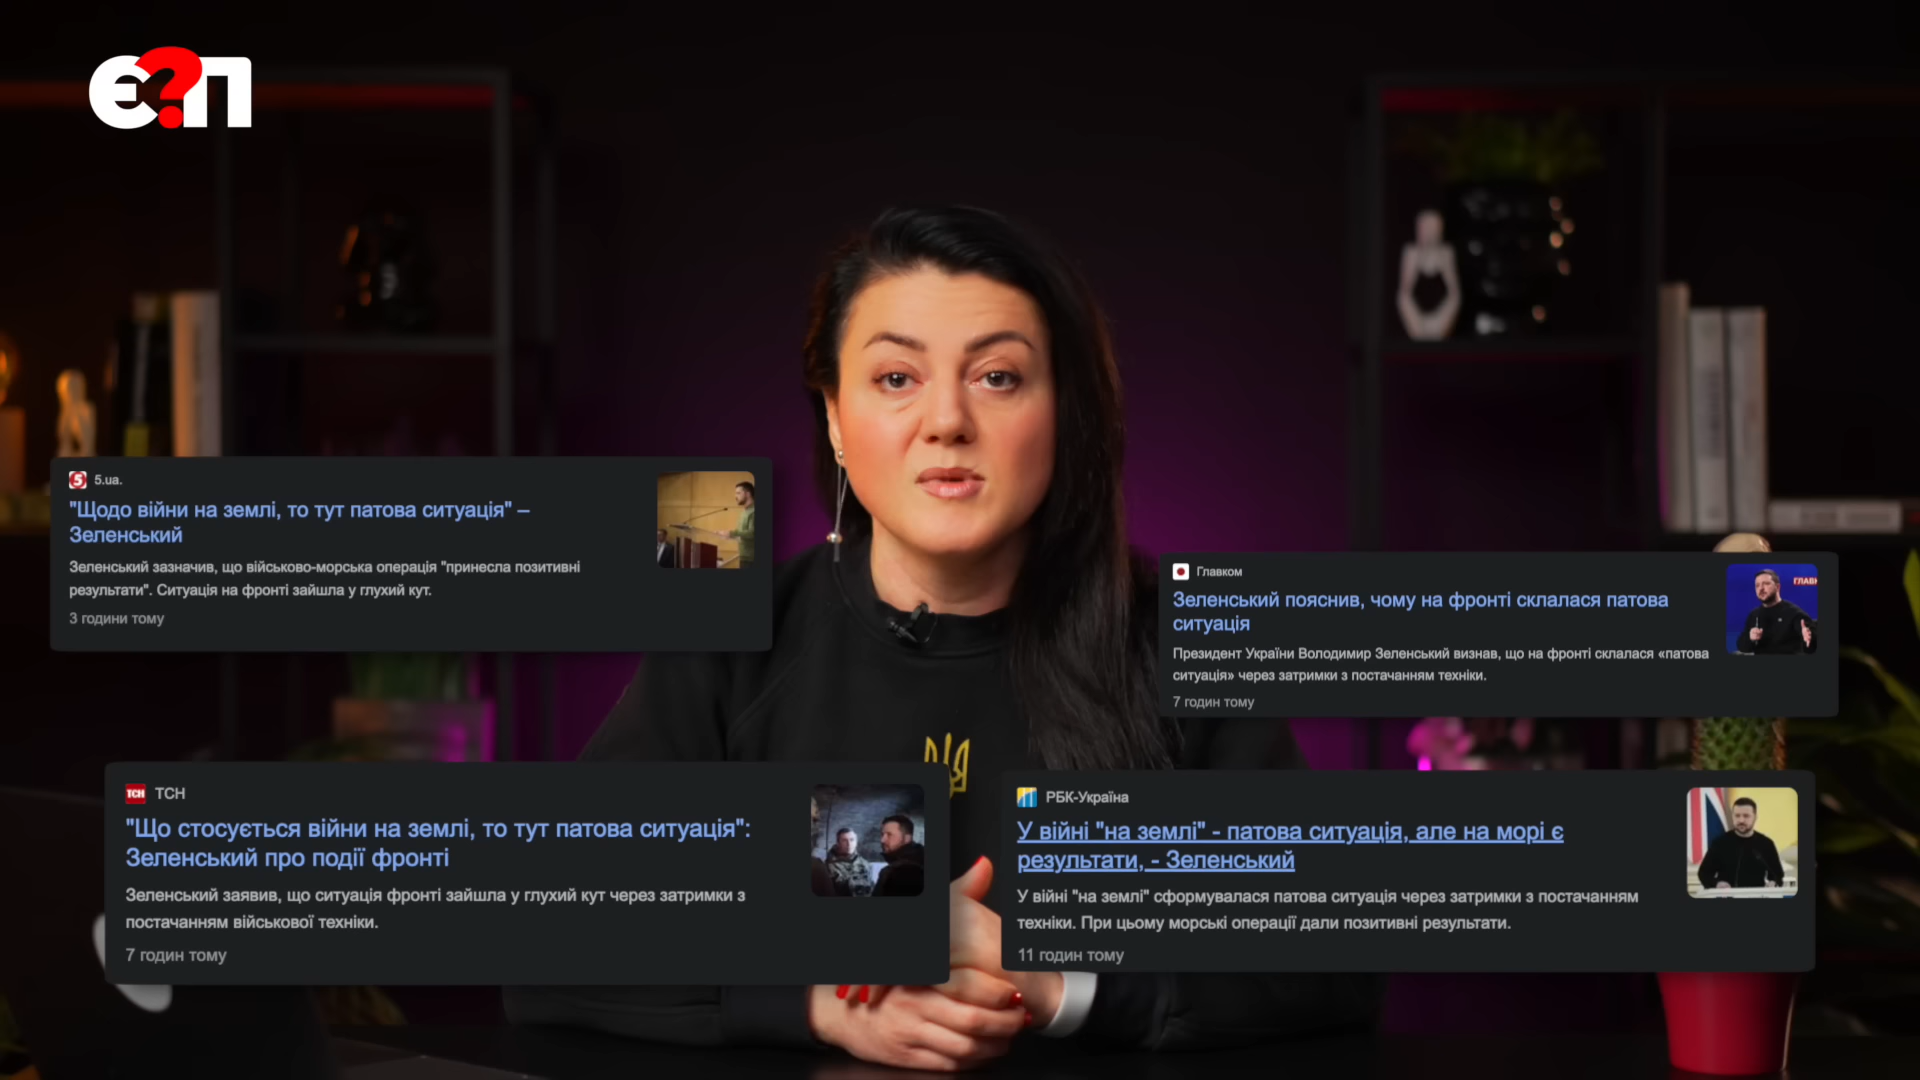 Є?П
5 5.ua.
"Щодо війни на землі, то тут патова ситуація" –
Зеленський
Зеленський зазначив, що військово-морська операція "принесла позитивні
результати". Ситуація на фронті зайшла у глухий кут.
3 години тому
Главком
ГЛАВК
Зеленський пояснив, чому на фронті склалася патова
ситуація
Президент України Володимир Зеленський визнав, що на фронті склалася «патова
ситуація» через затримки з постачанням техніки.
7 годин тому
ТСН ТСН
"Що стосується війни на землі, то тут патова ситуація":
Зеленський про події фронті
Зеленський заявив, що ситуація фронті зайшла у глухий кут через затримки з
постачанням військової техніки.
7 годин тому
РБК-Україна
У війні "на землі" - патова ситуація, але на морі є
результати, - Зеленський
У війні "на землі" сформувалася патова ситуація через затримки з постачанням
техніки. При цьому морські операції дали позитивні результати.
11 годин тому